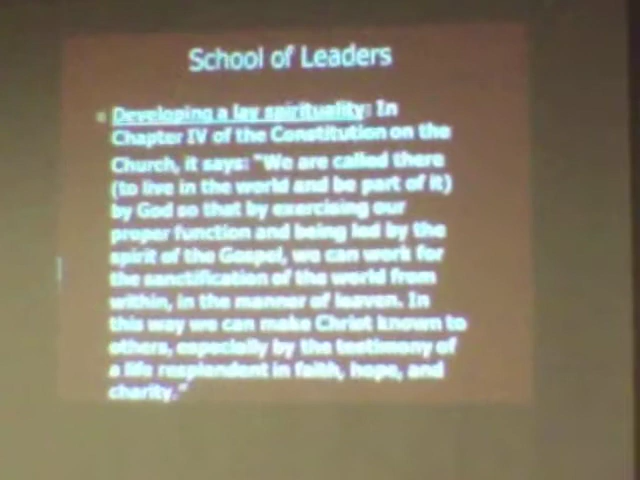 School of Leaders
Developing a lay spirituality: In
Chapter IV of the Constitution on the
Church, it says: "We are called there
(to live in the world and be part of it)
by God so that by exercising our
proper function and being led by the
spirit of the Gospel, we can work for
the sanctification of the world from
within, in the manner of leaven. In
this way we can make Christ known to
others, especially by the testimony of
a life resplendent in faith, hope, and
charity."